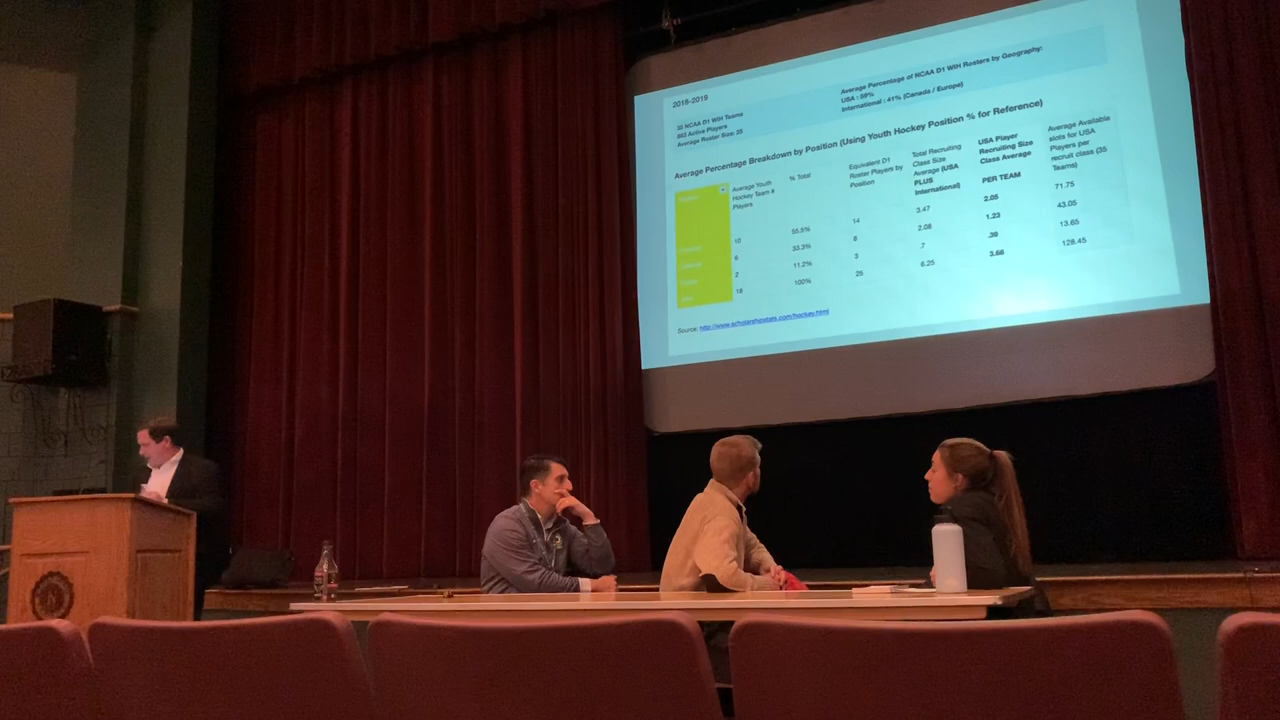 2018-2019
35 NCAA D1 WIH Teams
883 Active Players
Average Roster Size: 25
Average Percentage of NCAA D1 WIH Rosters by Geography:
USA : 59%
International : 41% (Canada / Europe)
Average Percentage Breakdown by Position (Using Youth Hockey Position % for Reference)
Average Youth Hockey Team # Players
% Total
Equivalent D1 Roster Players by Position
Total Recruiting Class Size Average (USA PLUS International)
USA Player Recruiting Size Class Average PER TEAM
Average Available slots for USA Players per recruit class (35 Teams)
10 55.5% 14 3.47 2.05 71.75
6 33.3% 8 2.08 1.23 43.05
2 11.2% 3 .7 .39 13.65
18 100% 25 6.25 3.66 128.45
Source: http://www.scholarshipstats.com/hockey.html